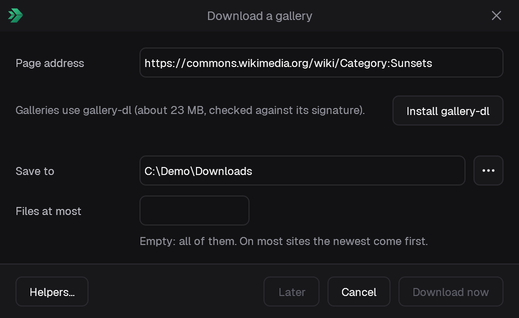 Download a gallery
Page address
https://commons.wikimedia.org/wiki/Category:Sunsets
Galleries use gallery-dl (about 23 MB, checked against its signature).
Install gallery-dl
Save to
C:\Demo\Downloads
...
Files at most
Empty: all of them. On most sites the newest come first.
Helpers...
Later
Cancel
Download now